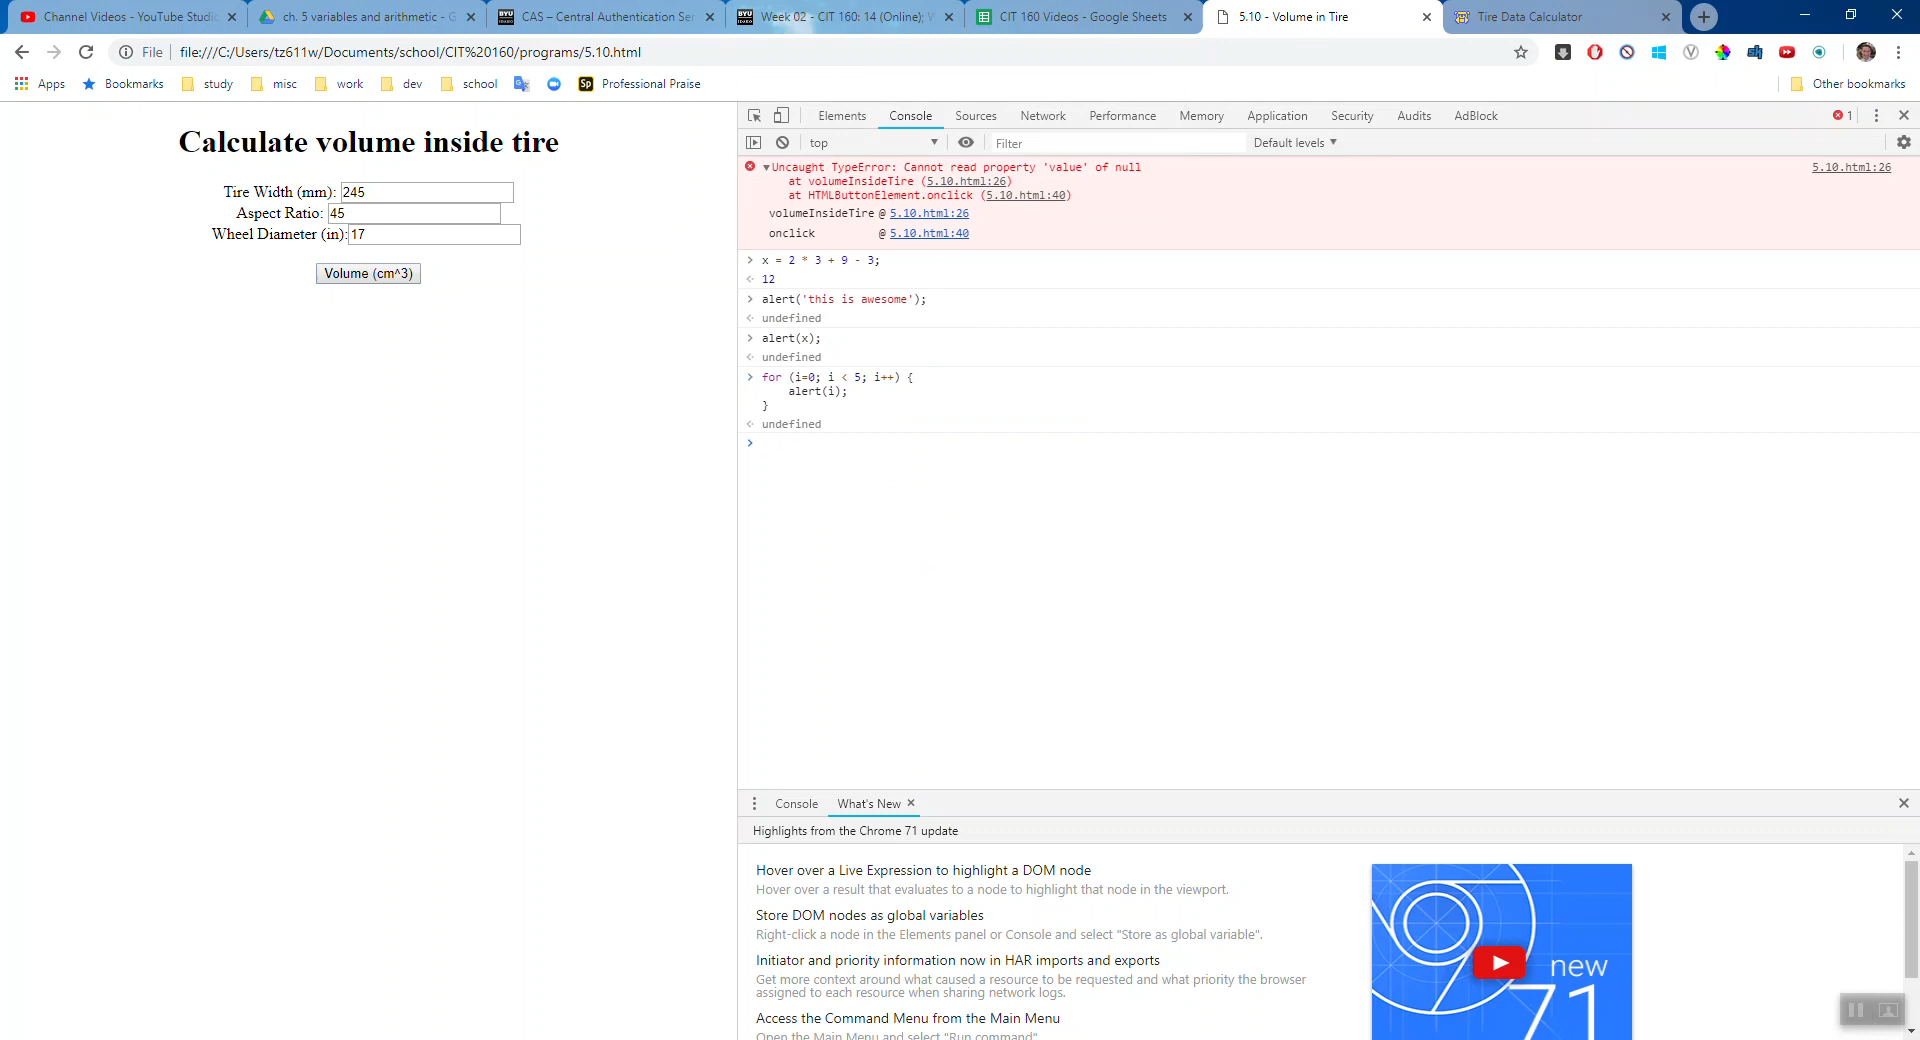 Channel Videos - YouTube Studio
ch. 5 variables and arithmetic - G
CAS – Central Authentication Ser
Week 02 - CIT 160: 14 (Online); W
CIT 160 Videos - Google Sheets
5.10 - Volume in Tire
Tire Data Calculator
File
file:///C:/Users/tz611w/Documents/school/CIT%20160/programs/5.10.html
Apps
Bookmarks
study
misc
work
dev
school
Sp
Professional Praise
Other bookmarks
Calculate volume inside tire
Tire Width (mm): 245
Aspect Ratio: 45
Wheel Diameter (in): 17
Volume (cm^3)
Elements Console Sources Network Performance Memory Application Security Audits AdBlock 1
top Filter Default levels
Uncaught TypeError: Cannot read property 'value' of null 5.10.html:26
at volumeInsideTire (5.10.html:26)
at HTMLButtonElement.onclick (5.10.html:40)
volumeInsideTire @ 5.10.html:26
onclick @ 5.10.html:40
> x = 2 * 3 + 9 - 3;
12
> alert('this is awesome');
undefined
> alert(x);
undefined
> for (i=0; i < 5; i++) {
alert(i);
}
undefined
>
Console What's New
Highlights from the Chrome 71 update
Hover over a Live Expression to highlight a DOM node
Hover over a result that evaluates to a node to highlight that node in the viewport.
Store DOM nodes as global variables
Right-click a node in the Elements panel or Console and select "Store as global variable".
Initiator and priority information now in HAR imports and exports
Get more context around what caused a resource to be requested and what priority the browser
assigned to each resource when sharing network logs.
Access the Command Menu from the Main Menu
Open the Main Menu and select "Run command"
new
71